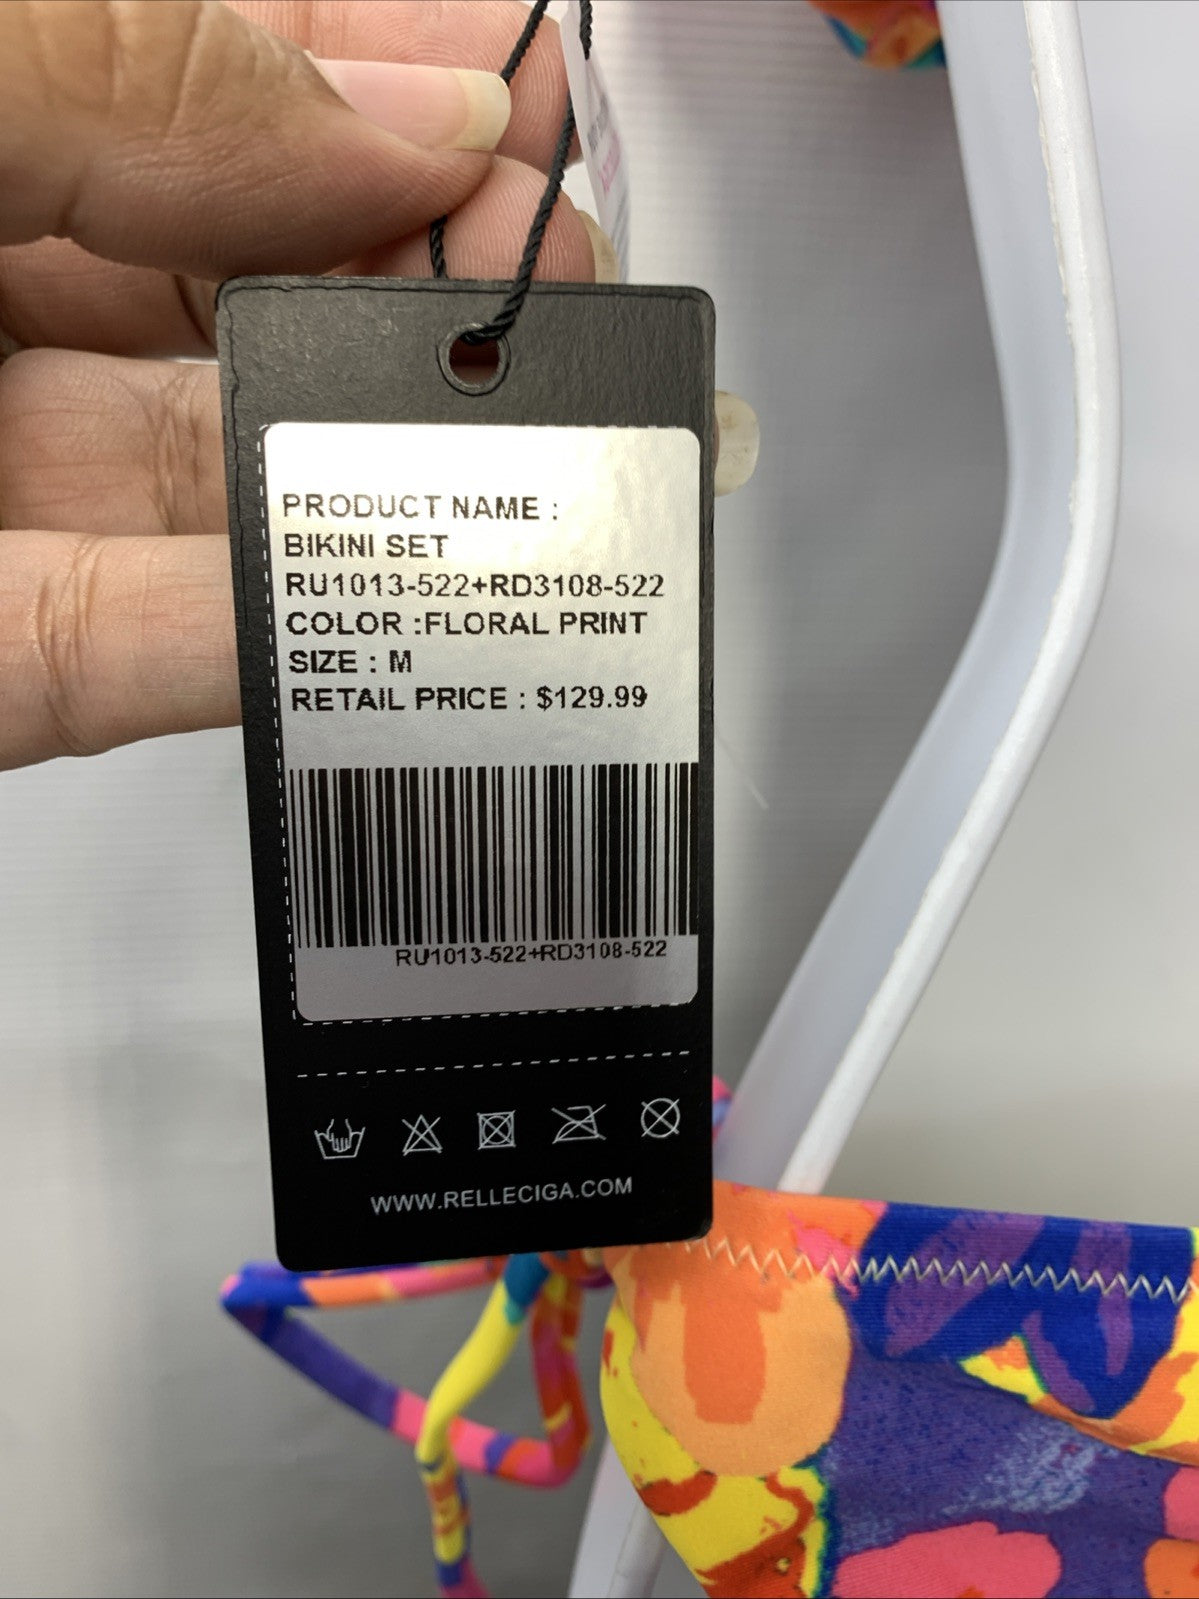 PRODUCT NAME :
BIKINI SET
RU1013-522+RD3108-522
COLOR :FLORAL PRINT
SIZE : M
RETAIL PRICE : $129.99
RU1013-522+RD3108-522
WWW.RELLECIGA.COM